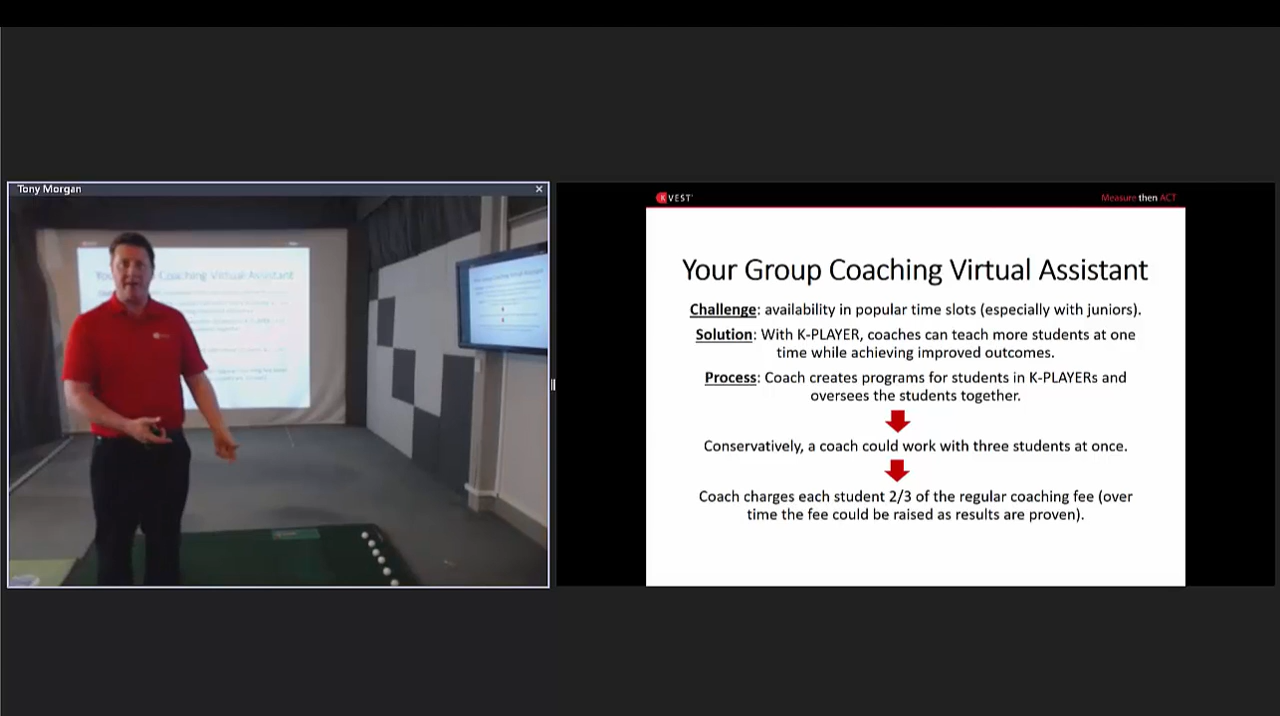 Tony Morgan
K VEST
Measure then ACT
Your Group Coaching Virtual Assistant
Challenge: availability in popular time slots (especially with juniors).
Solution: With K-PLAYER, coaches can teach more students at one
time while achieving improved outcomes.
Process: Coach creates programs for students in K-PLAYERs and
oversees the students together.
Conservatively, a coach could work with three students at once.
Coach charges each student 2/3 of the regular coaching fee (over
time the fee could be raised as results are proven).